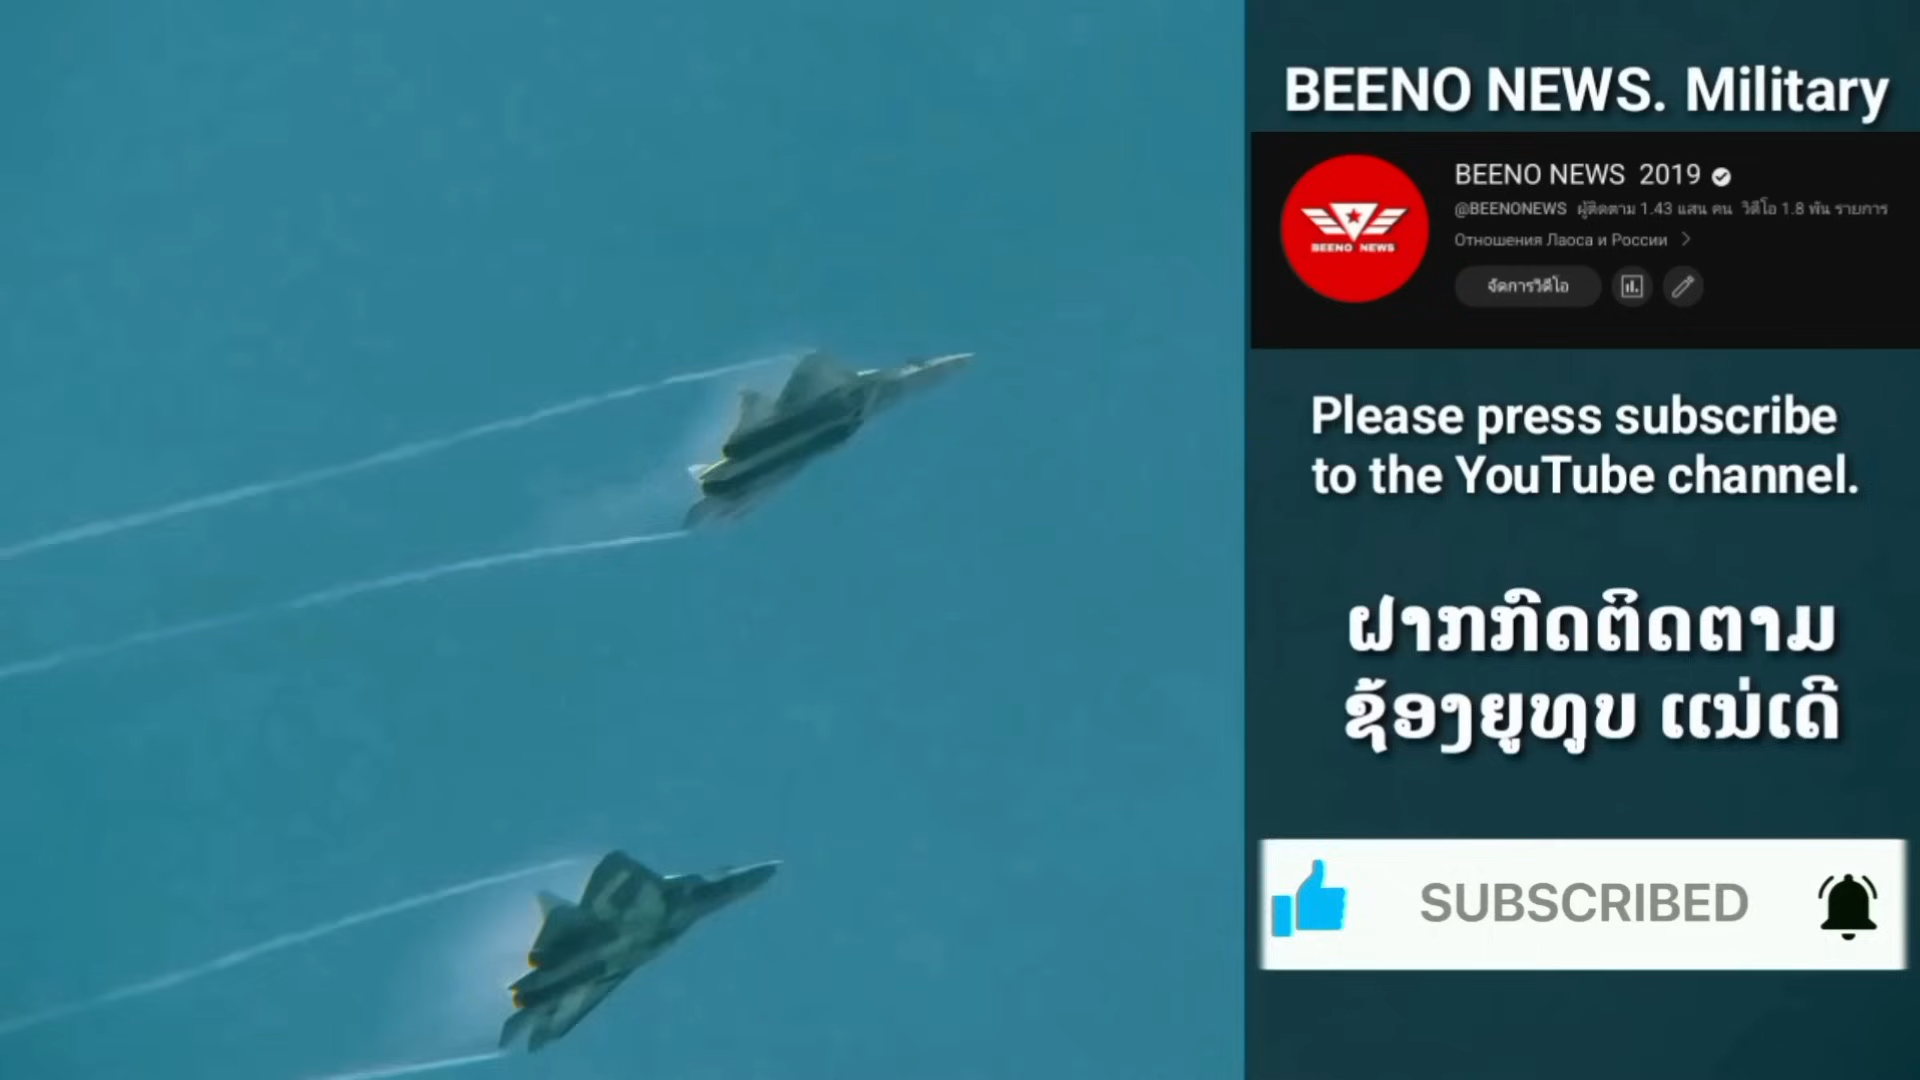 BEENO NEWS. Military
BEENO NEWS 2019
@BEENONEWS ผู้ติดตาม 1.43 แสน คน วิดีโอ 1.8 พัน รายการ
Отношения Лаоса и России
BEENO NEWS
จัดการวิดีโอ
Please press subscribe
to the YouTube channel.
ຝາກກົດຕິດຕາມ
ຊ້ອງຍູທູບ ແນ່ເດີ
SUBSCRIBED